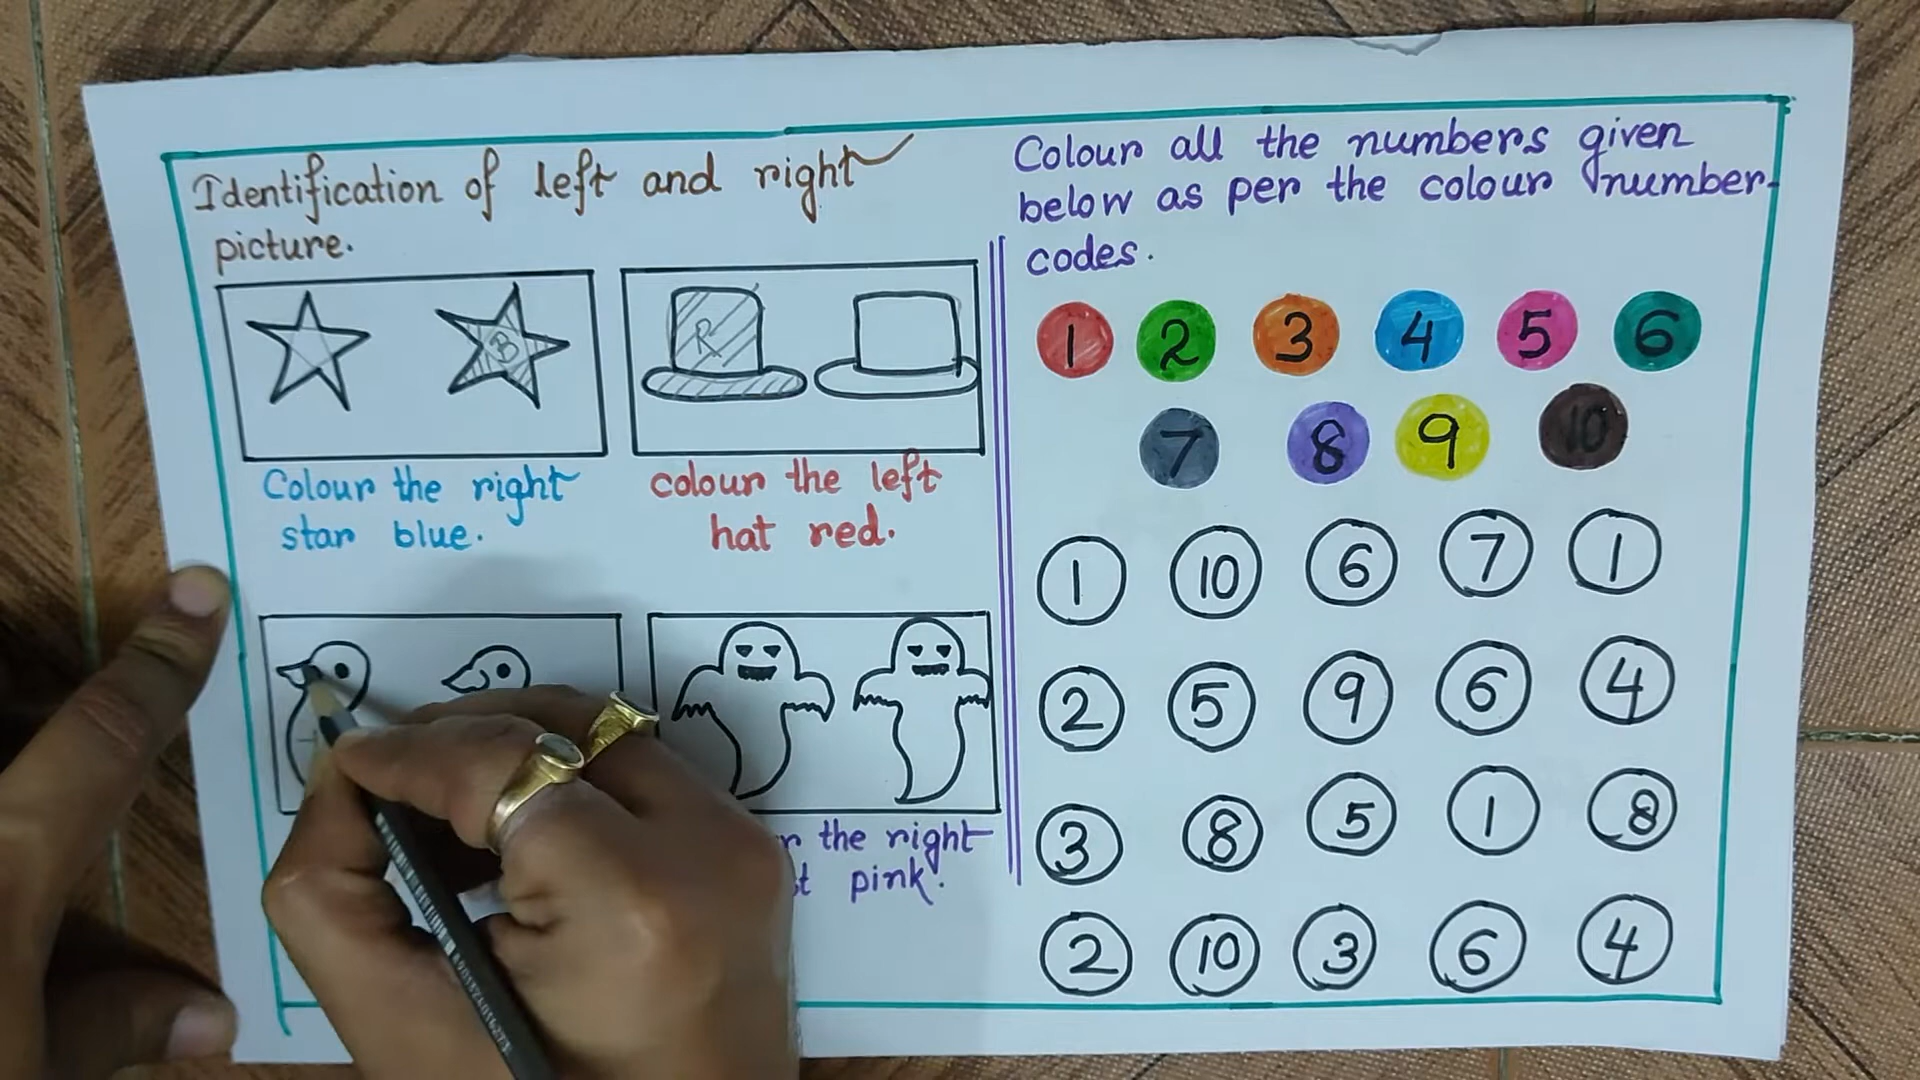 Identification of left and right
picture.
B
R
Colour the right
star blue.
colour the left
hat red.
the right
pink.
Colour all the numbers given
below as per the colour number
codes.
1 2 3 4 5 6
7 8 9 10
1 10 6 7 1
2 5 9 6 4
3 8 5 1 8
2 10 3 6 4